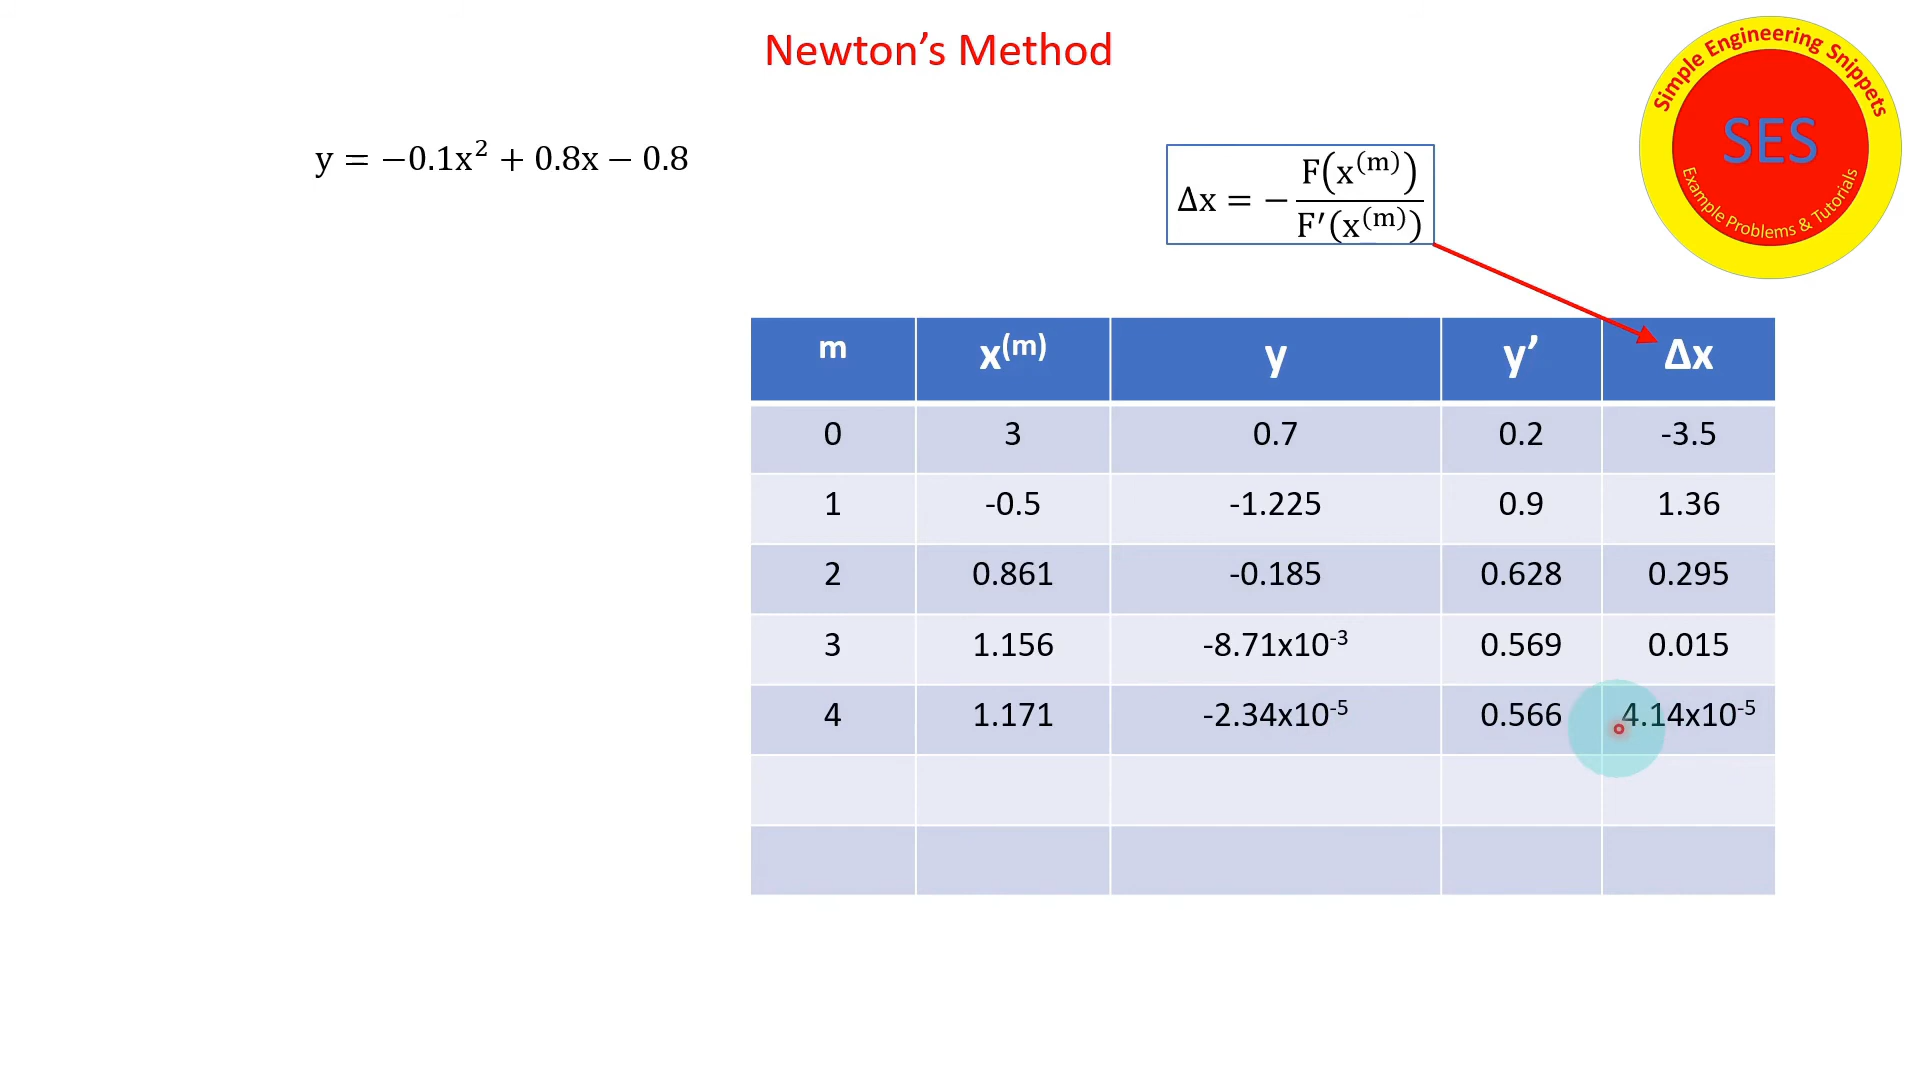 Newton’s Method
Simple Engineering Snippets
SES
Example Problems & Tutorials
y = −0.1x² + 0.8x − 0.8
Δx = − F(x⁽ᵐ⁾) / F′(x⁽ᵐ⁾)
m x⁽ᵐ⁾ y y’ Δx
0 3 0.7 0.2 -3.5
1 -0.5 -1.225 0.9 1.36
2 0.861 -0.185 0.628 0.295
3 1.156 -8.71x10⁻³ 0.569 0.015
4 1.171 -2.34x10⁻⁵ 0.566 4.14x10⁻⁵